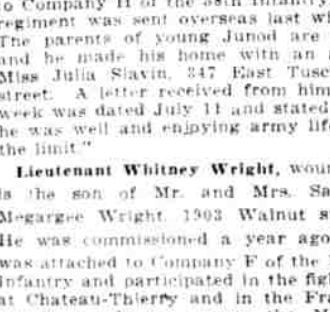 to Company H of the 38th Infantry,
regiment was sent overseas last w
The parents of young Junod are
and he made his home with an
Miss Julia Slavin, 347 East Tusc
street. A letter received from him
week was dated July 11 and stated
he was well and enjoying army life
the limit."
Lieutenant Whitney Wright, wour
is the son of Mr. and Mrs. Sa
Megargee Wright, 1903 Walnut s
He was commissioned a year ago
was attached to Company F of the
Infantry and participated in the fig
at Chateau-Thierry and in the Fra